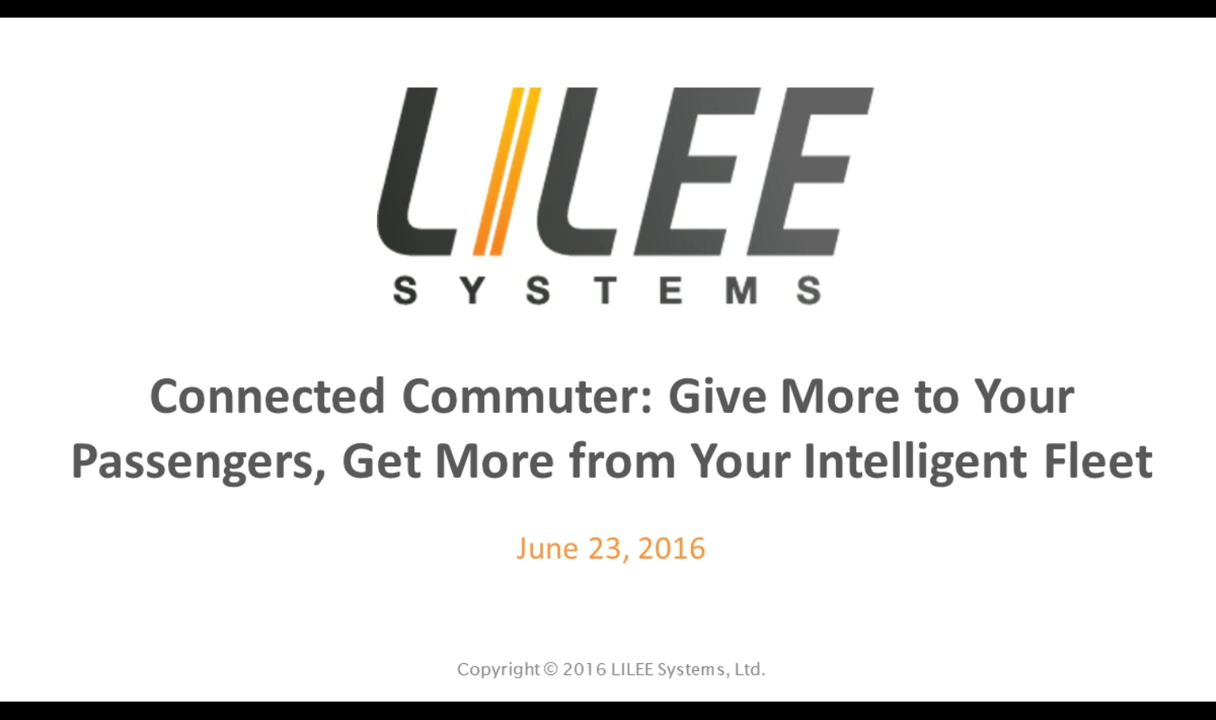 LILEE
SYSTEMS
Connected Commuter: Give More to Your
Passengers, Get More from Your Intelligent Fleet
June 23, 2016
Copyright © 2016 LILEE Systems, Ltd.